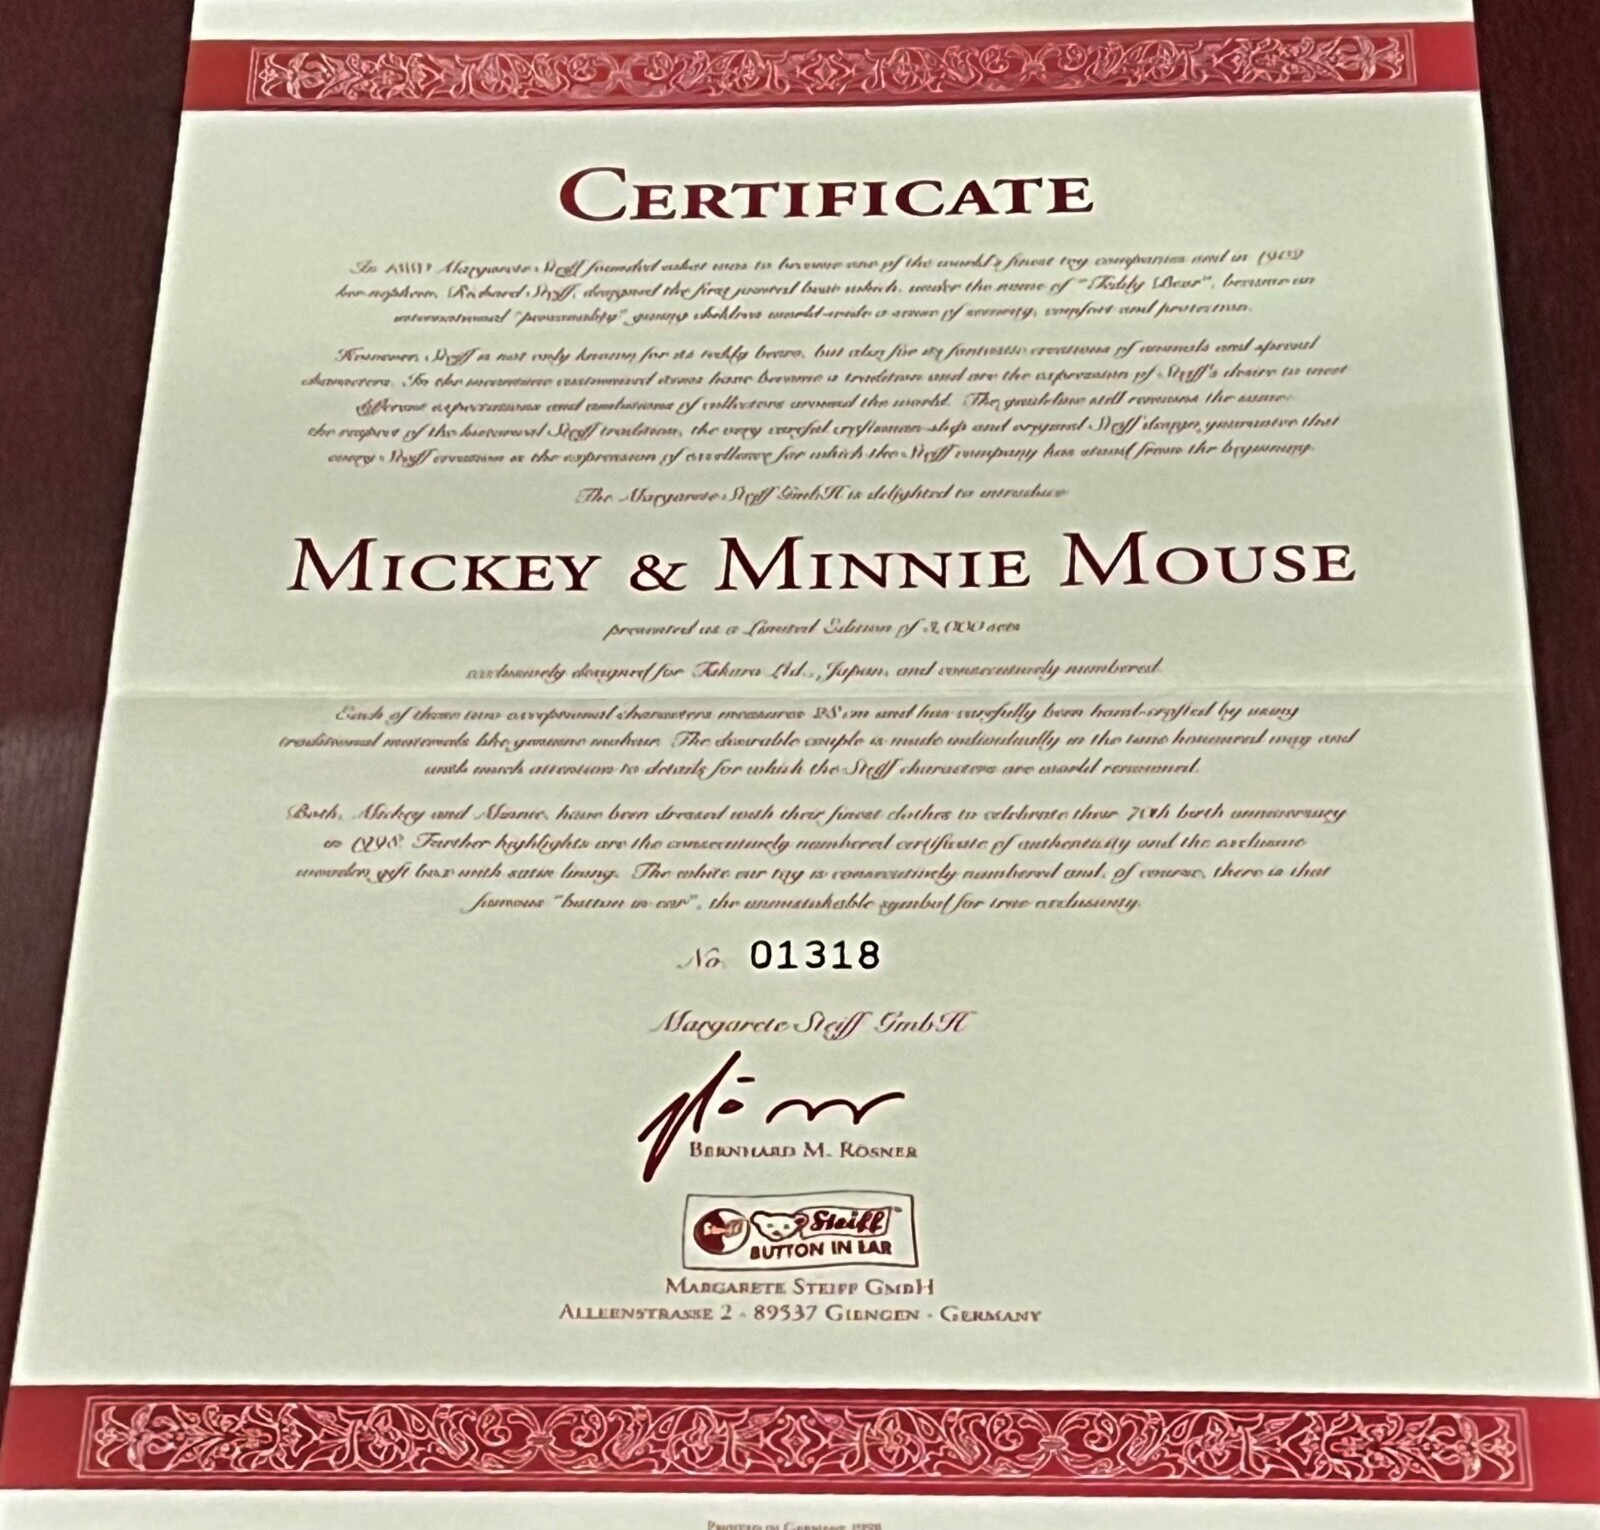 CERTIFICATE
In Margarete Steiff founded what was to become one of the world's finest toy companies and in 1902
her nephew, Richard Steiff, designed the first jointed bear which, under the name of "Teddy Bear", became an
international "personality" giving children world-wide a sense of security, comfort and protection.
However, Steiff is not only known for its teddy bears, but also for its fantastic creations of animals and special
characters. In the meantime customized items have become a tradition and are the expression of Steiff's desire to meet
different expectations and ambitions of collectors around the world. The guideline still remains the same:
the respect of the historical Steiff tradition, the very careful craftsman-ship and original Steiff design guarantee that
every Steiff creation is the expression of excellence for which the Steiff company has stood from the beginning.
The Margarete Steiff GmbH is delighted to introduce
MICKEY & MINNIE MOUSE
presented as a Limited Edition of sets
exclusively designed for Takara Ltd., Japan, and consecutively numbered.
Each of these two exceptional characters measures 28 cm and has carefully been hand-crafted by using
traditional materials like genuine mohair. The desirable couple is made individually in the time honoured way and
with much attention to details for which the Steiff characters are world renowned.
Both, Mickey and Minnie, have been dressed with their finest clothes to celebrate their 70th birth anniversary
in 1998. Further highlights are the consecutively numbered certificate of authenticity and the exclusive
wooden gift box with satin lining. The white ear tag is consecutively numbered and, of course, there is that
famous "button in ear", the unmistakable symbol for true exclusivity.
No. 01318
Margarete Steiff GmbH
BERNHARD M. RÖSNER
Steiff Steiff
BUTTON IN EAR
MARGARETE STEIFF GMBH
ALLEENSTRASSE 2 - 89537 GIENGEN - GERMANY
PRINTED IN GERMANY